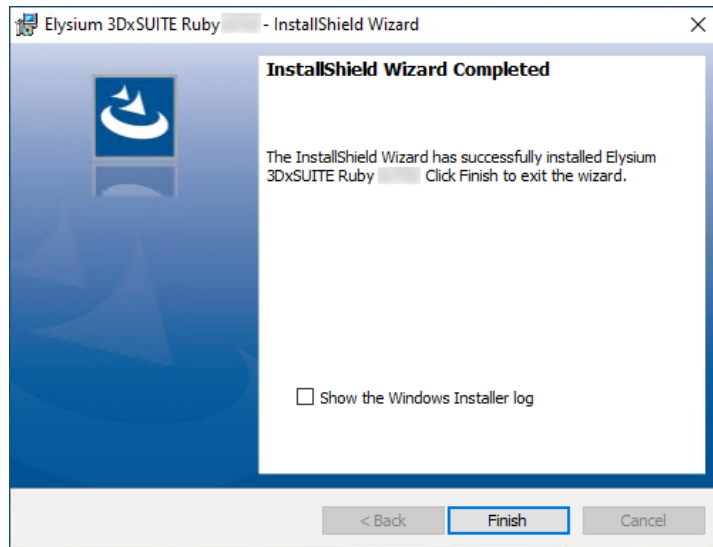 Elysium 3DxSUITE Ruby - InstallShield Wizard
InstallShield Wizard Completed
The InstallShield Wizard has successfully installed Elysium
3DxSUITE Ruby Click Finish to exit the wizard.
Show the Windows Installer log
< Back
Finish
Cancel